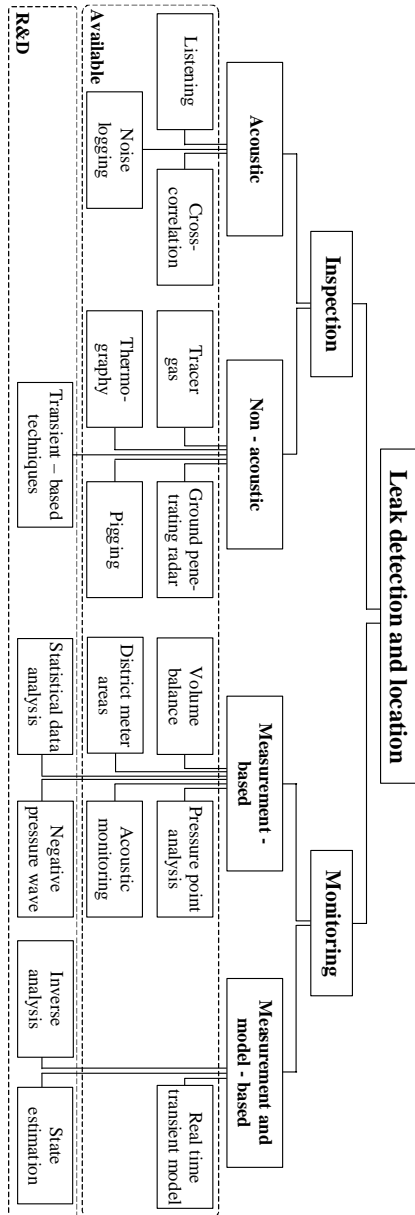 Leak detection and location
Inspection
Monitoring
Acoustic
Non - acoustic
Measurement -
based
Measurement and
model - based
Available
Listening
Cross-
correlation
Noise
logging
Tracer
gas
Ground pene-
trating radar
Thermo-
graphy
Pigging
Volume
balance
Pressure point
analysis
District meter
areas
Acoustic
monitoring
Real time
transient model
R&D
Transient – based
techniques
Statistical data
analysis
Negative
pressure wave
Inverse
analysis
State
estimation